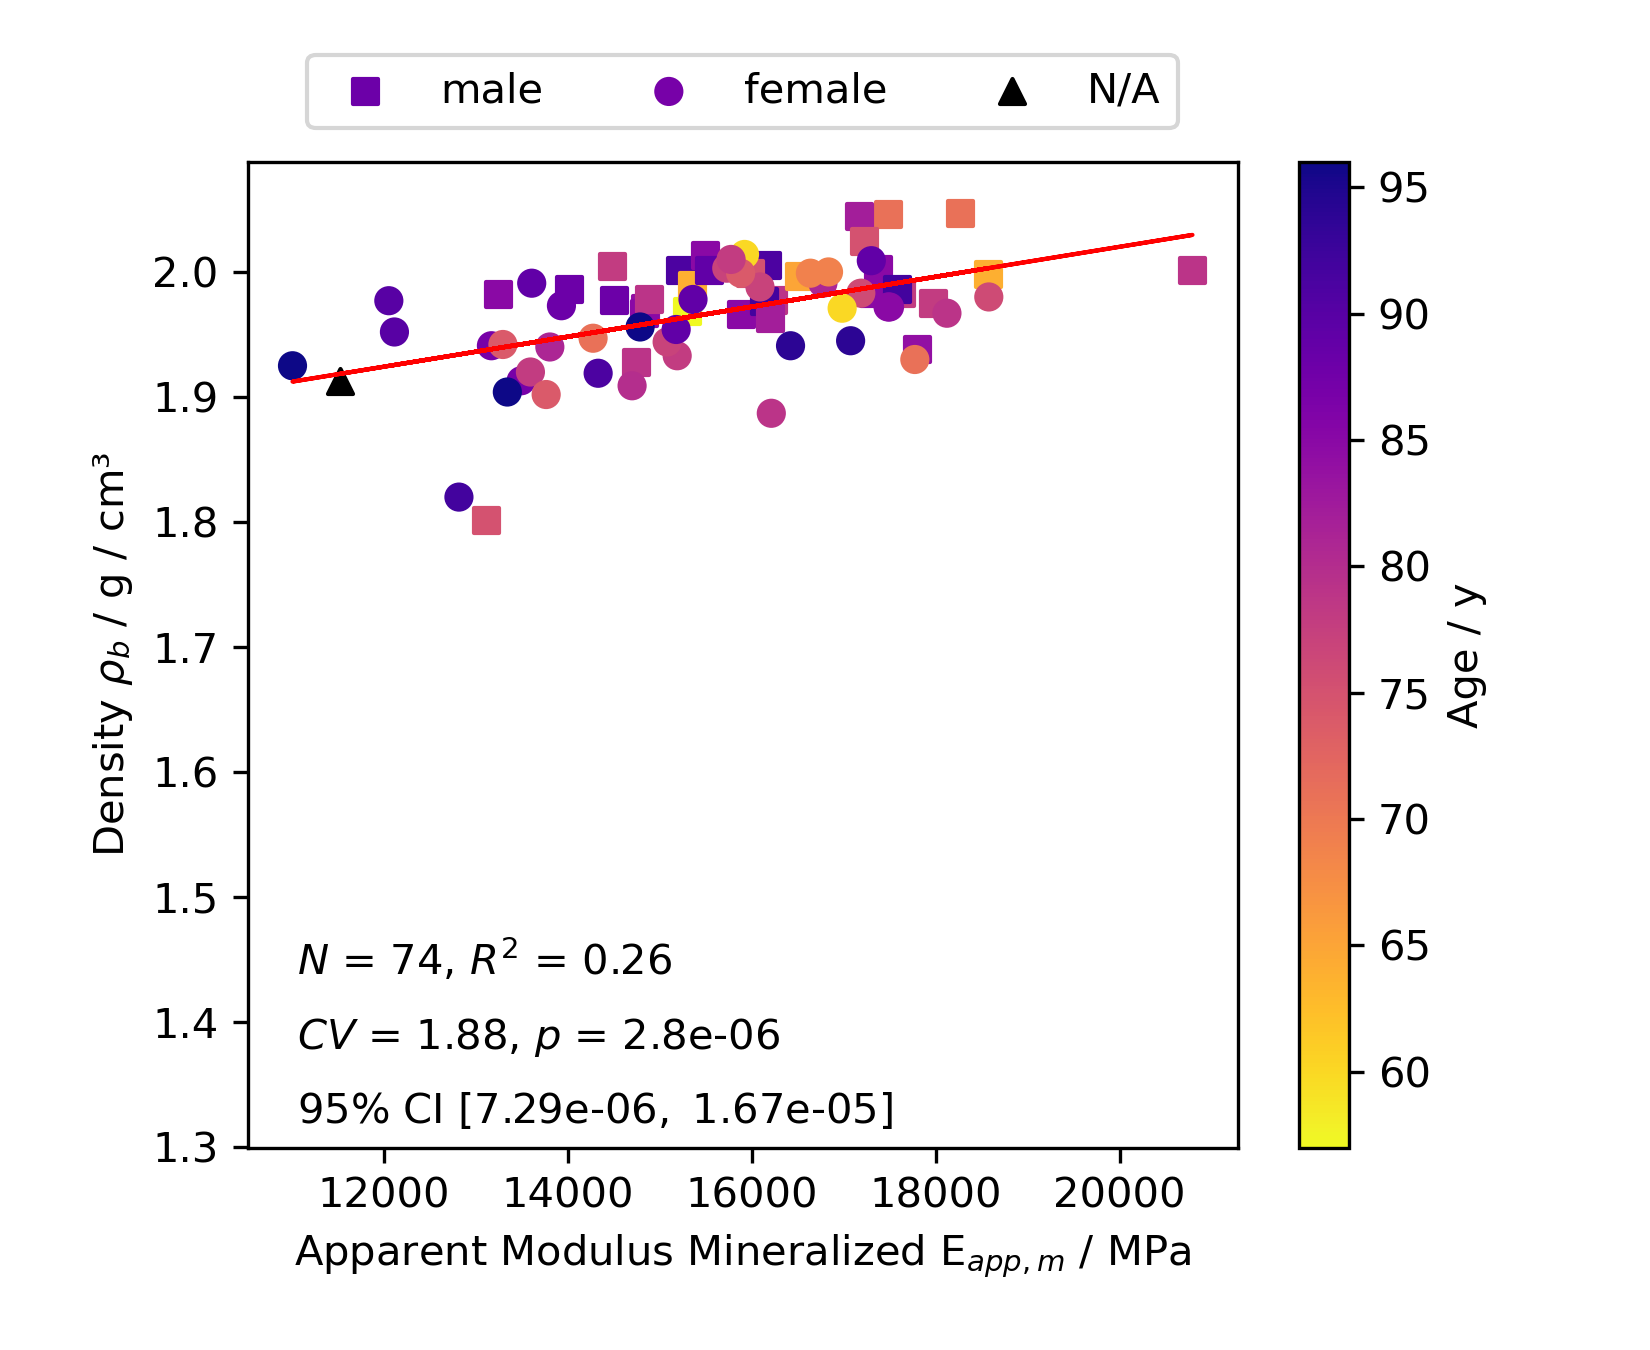 male female N/A
2.0
1.9
1.8
1.7
1.6
1.5
1.4
1.3
Density ρb / g / cm³
N = 74, R² = 0.26
CV = 1.88, p = 2.8e-06
95% CI [7.29e-06, 1.67e-05]
12000 14000 16000 18000 20000
Apparent Modulus Mineralized Eapp,m / MPa
95
90
85
80
75
70
65
60
Age / y